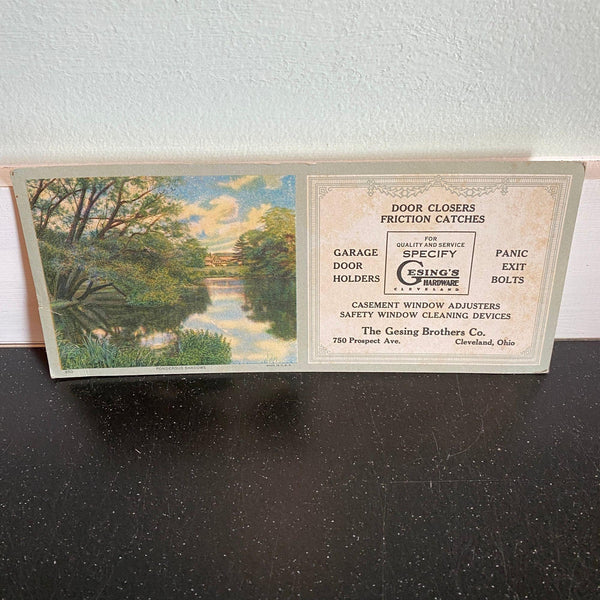 DOOR CLOSERS
FRICTION CATCHES
GARAGE
DOOR
HOLDERS
FOR
QUALITY AND SERVICE
SPECIFY
GESING'S
HARDWARE
CLEVELAND
PANIC
EXIT
BOLTS
CASEMENT WINDOW ADJUSTERS
SAFETY WINDOW CLEANING DEVICES
The Gesing Brothers Co.
750 Prospect Ave. Cleveland, Ohio
PONDEROUS SHADOWS